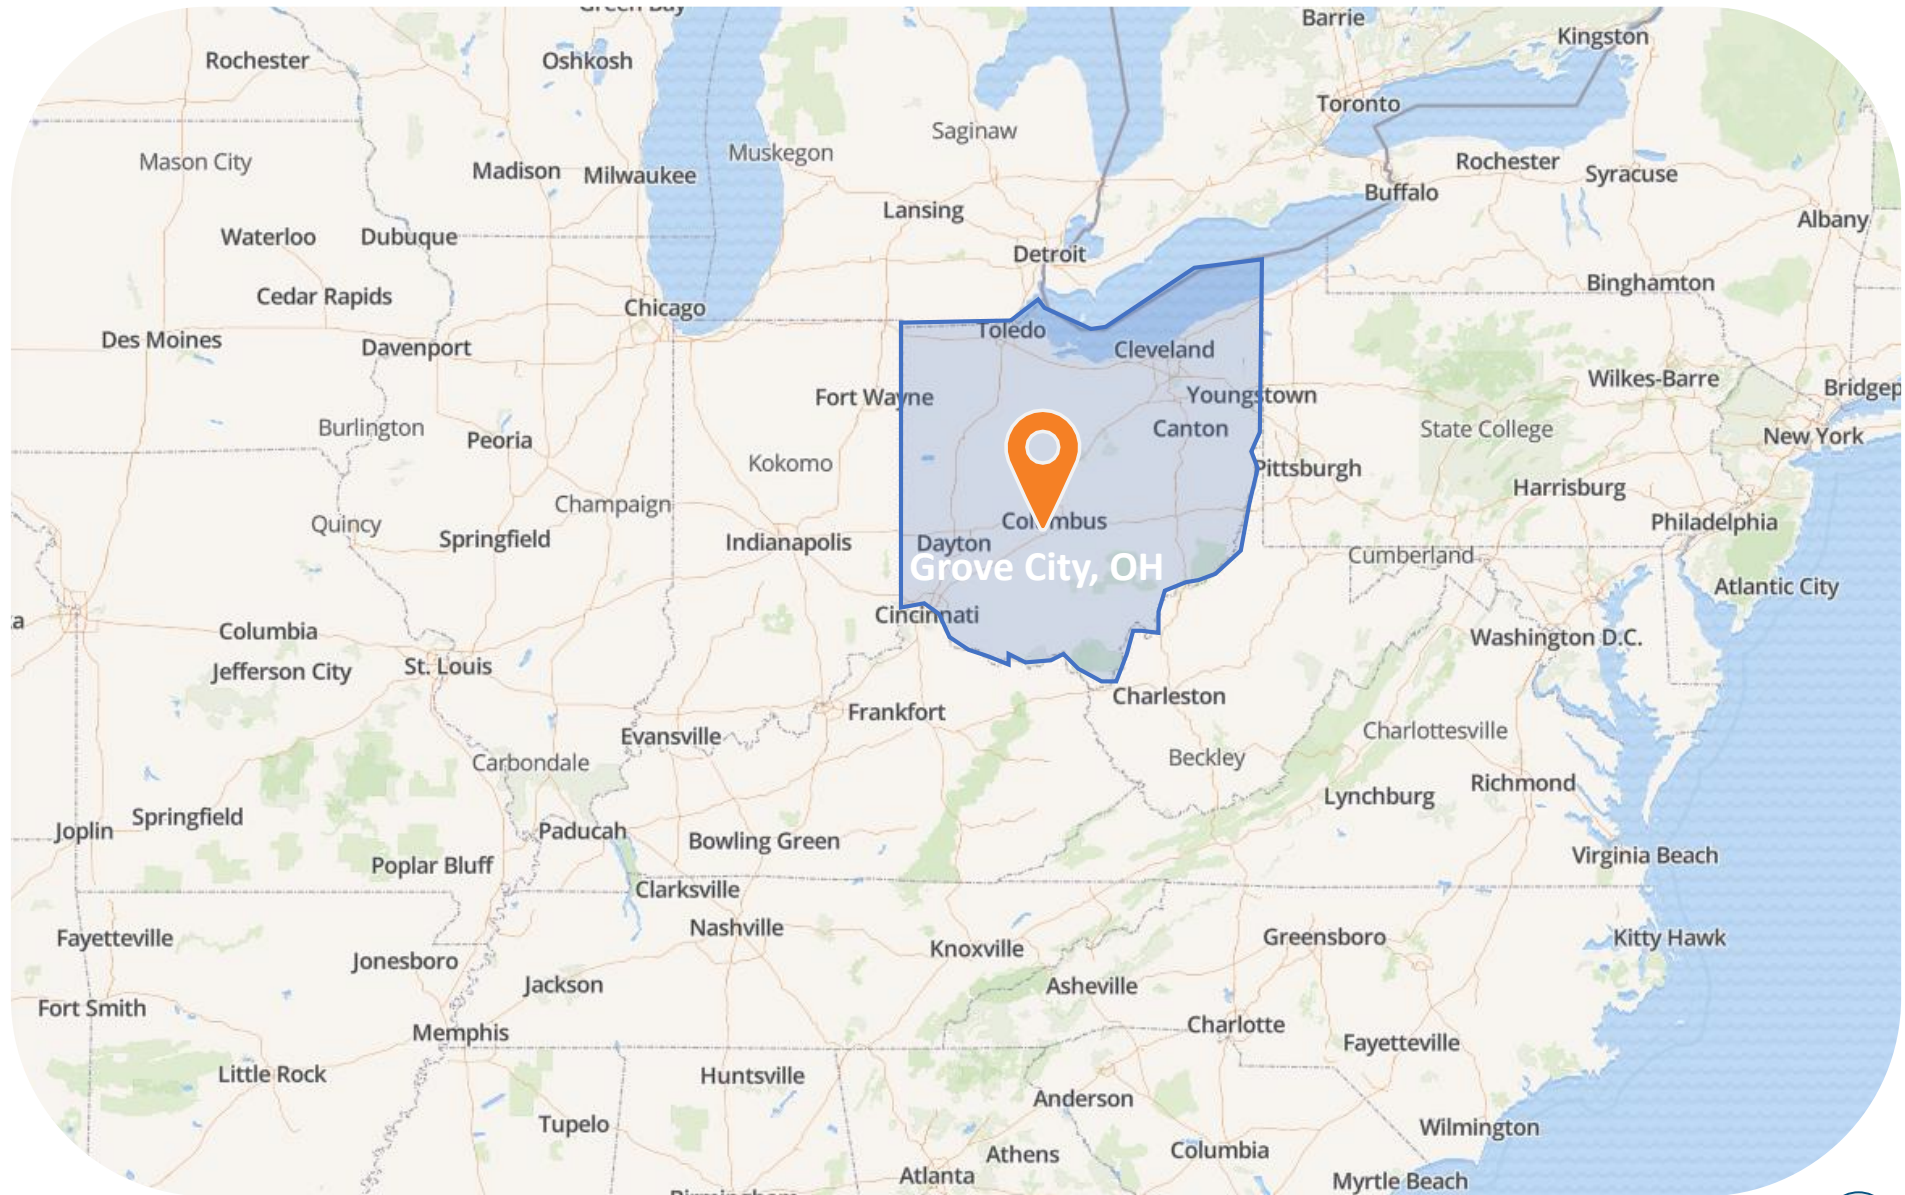 Green Bay
Barrie
Kingston
Rochester
Oshkosh
Toronto
Saginaw
Mason City
Muskegon
Madison
Milwaukee
Rochester
Syracuse
Buffalo
Lansing
Albany
Waterloo
Dubuque
Detroit
Binghamton
Cedar Rapids
Chicago
Des Moines
Davenport
Toledo
Cleveland
Wilkes-Barre
Bridgep
Fort Wayne
Youngstown
Burlington
Peoria
Canton
State College
New York
Kokomo
Pittsburgh
Harrisburg
Champaign
Quincy
Columbus
Philadelphia
Springfield
Indianapolis
Dayton
Cumberland
Grove City, OH
Atlantic City
a
Cincinnati
Columbia
Washington D.C.
Jefferson City
St. Louis
Charleston
Frankfort
Evansville
Charlottesville
Carbondale
Beckley
Richmond
Lynchburg
Springfield
Joplin
Paducah
Bowling Green
Virginia Beach
Poplar Bluff
Clarksville
Nashville
Fayetteville
Knoxville
Greensboro
Kitty Hawk
Jonesboro
Jackson
Asheville
Fort Smith
Memphis
Charlotte
Fayetteville
Little Rock
Huntsville
Anderson
Tupelo
Wilmington
Athens
Columbia
Atlanta
Myrtle Beach
Birmingham